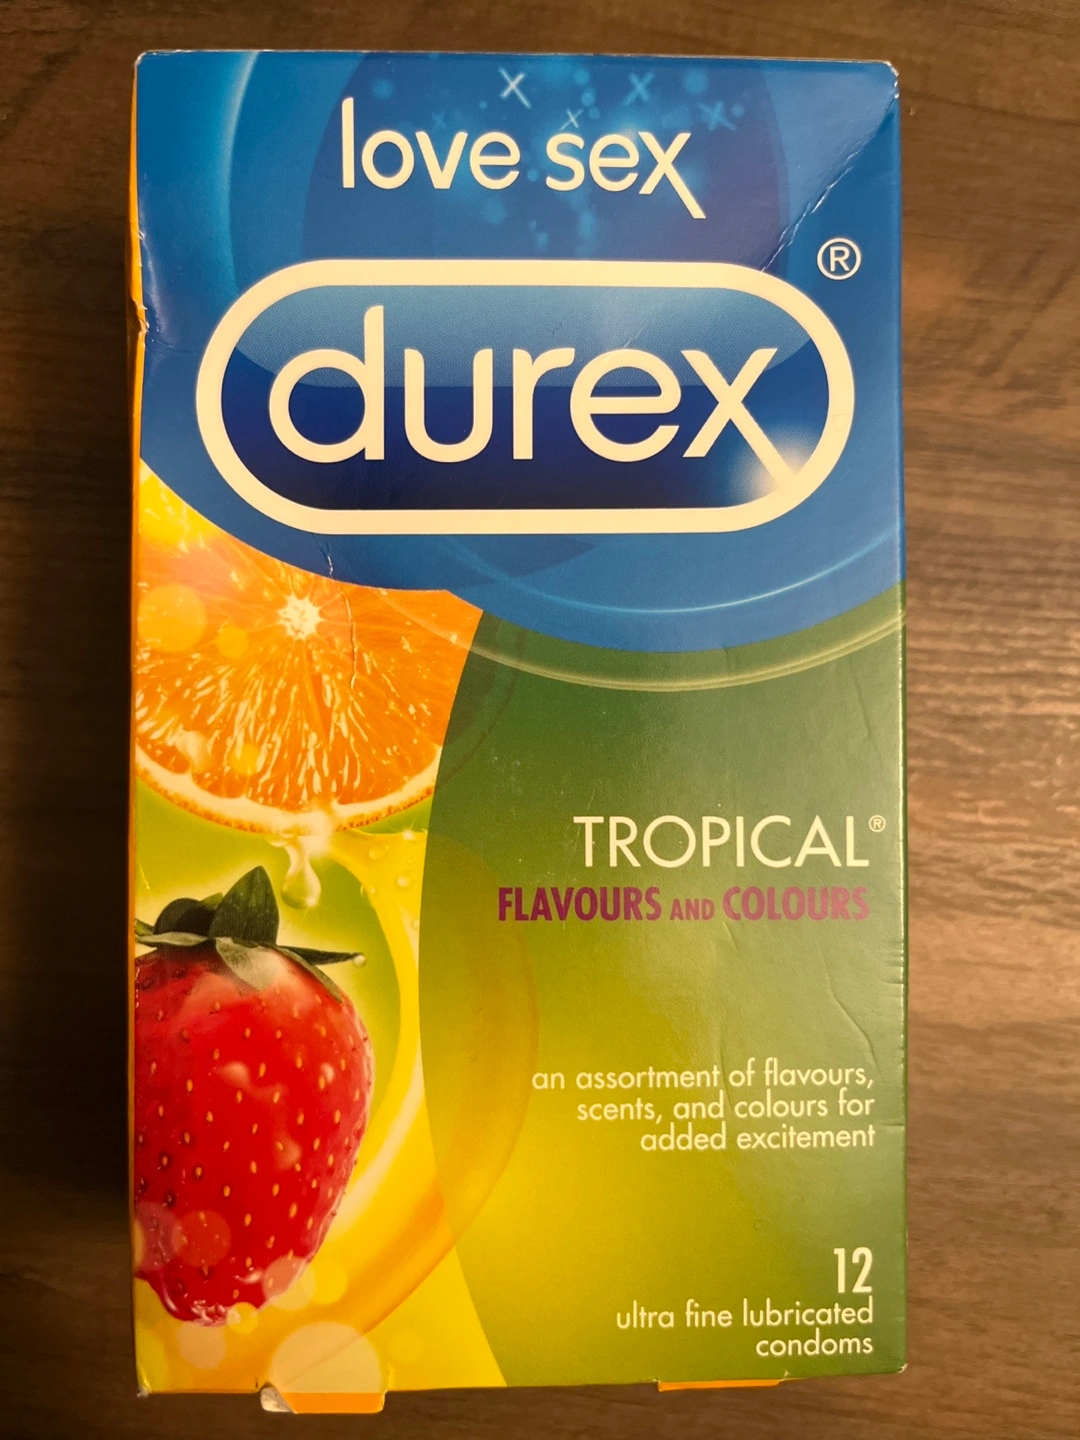 love sex
durex®
TROPICAL®
FLAVOURS AND COLOURS
an assortment of flavours,
scents, and colours for
added excitement
12
ultra fine lubricated
condoms